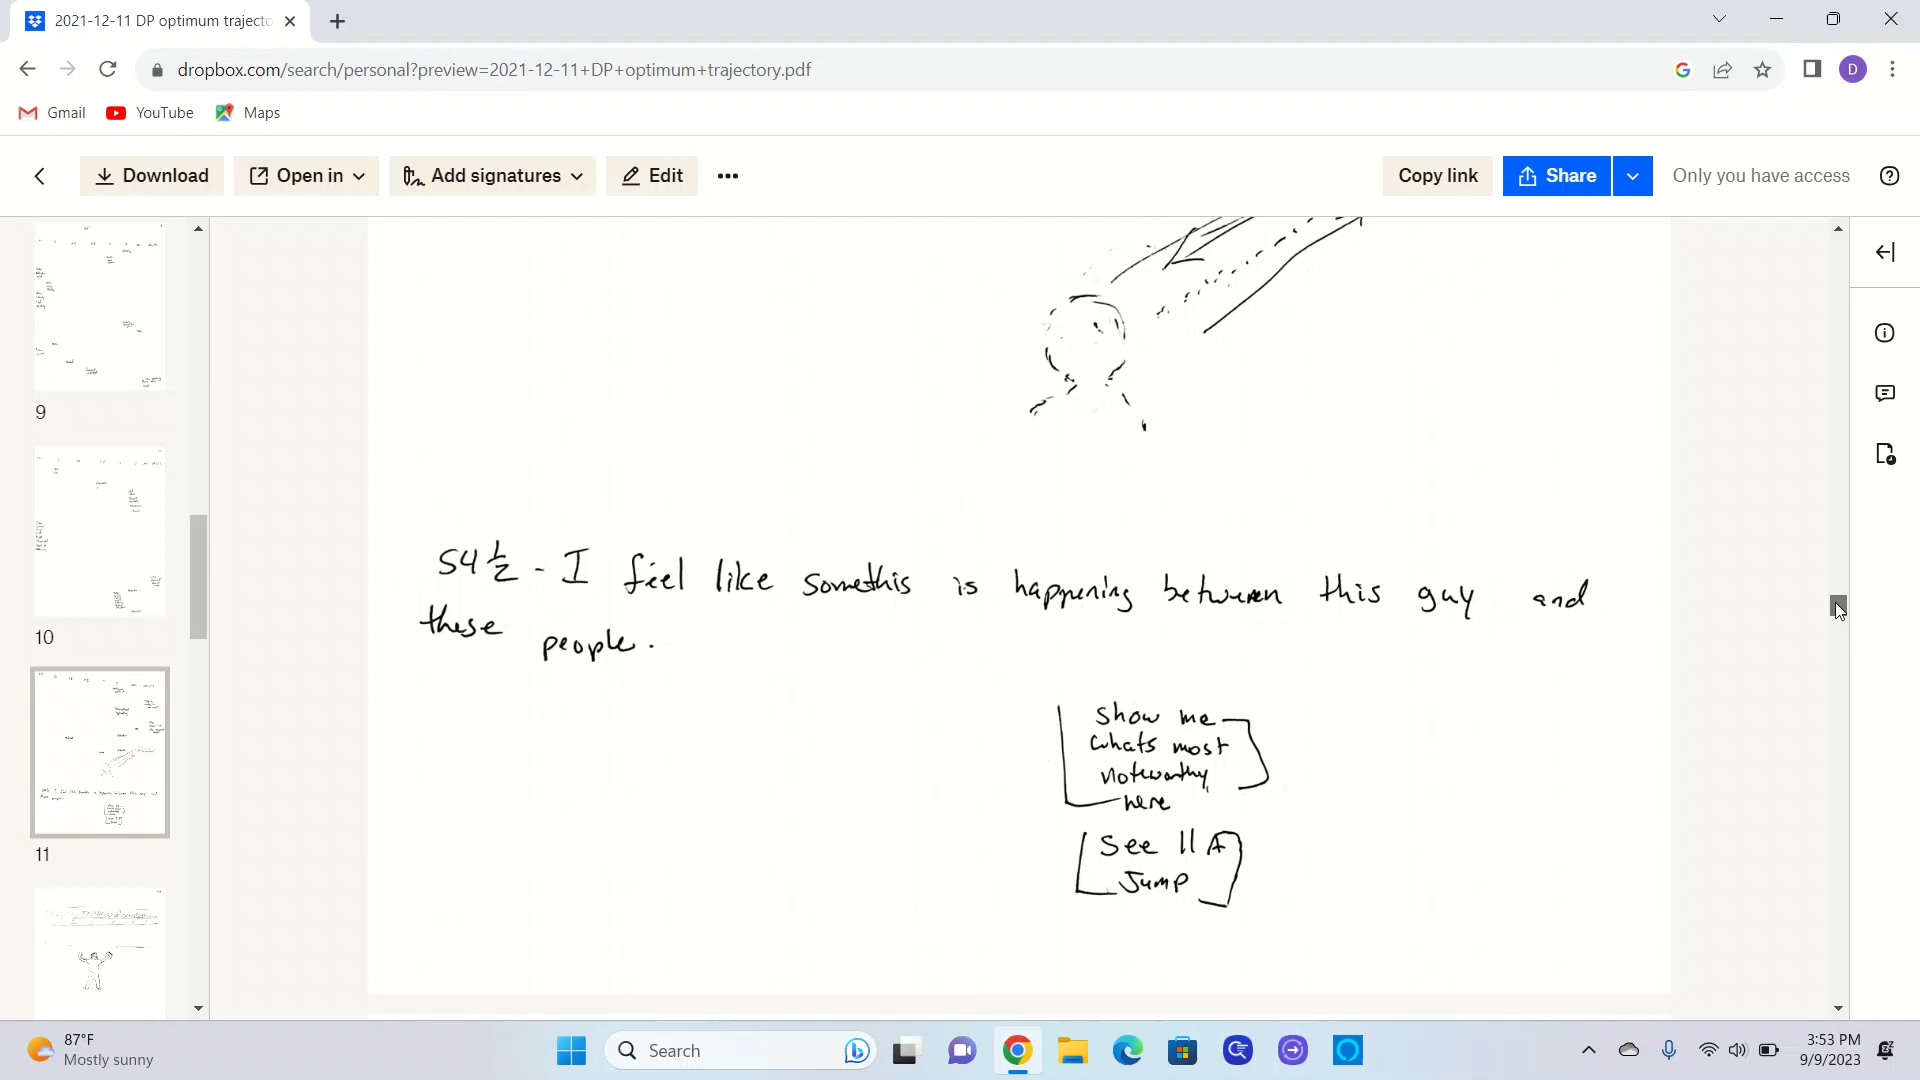 2021-12-11 DP optimum trajecto
dropbox.com/search/personal?preview=2021-12-11+DP+optimum+trajectory.pdf
D
Gmail YouTube Maps
Download Open in Add signatures Edit Copy link Share Only you have access
9
10
11
S4 1/2 - I feel like somethis is happening between this guy and
these people.
show me
whats most
noteworthy
here
See 11 A
Jump
87°F
Mostly sunny
Search
3:53 PM
9/9/2023